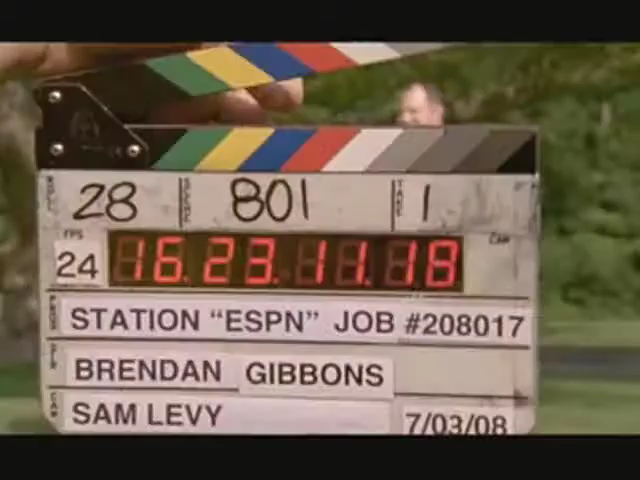 28 801 1
FPS
24 16.23.11.18
STATION "ESPN" JOB #208017
BRENDAN GIBBONS
SAM LEVY 7/03/08